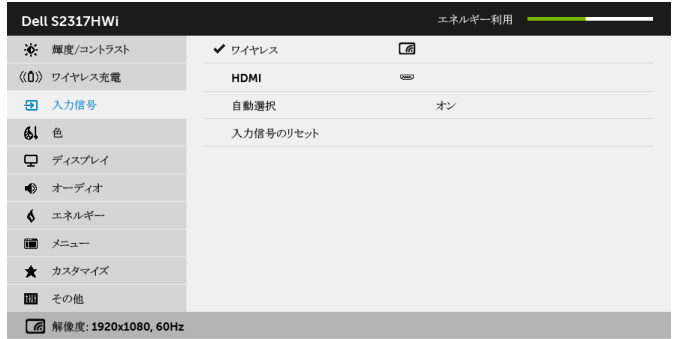 Dell S2317HWi エネルギー利用
輝度/コントラスト
ワイヤレス充電
入力信号
色
ディスプレイ
オーディオ
エネルギー
メニュー
カスタマイズ
その他
ワイヤレス
HDMI
自動選択 オン
入力信号のリセット
解像度: 1920x1080, 60Hz